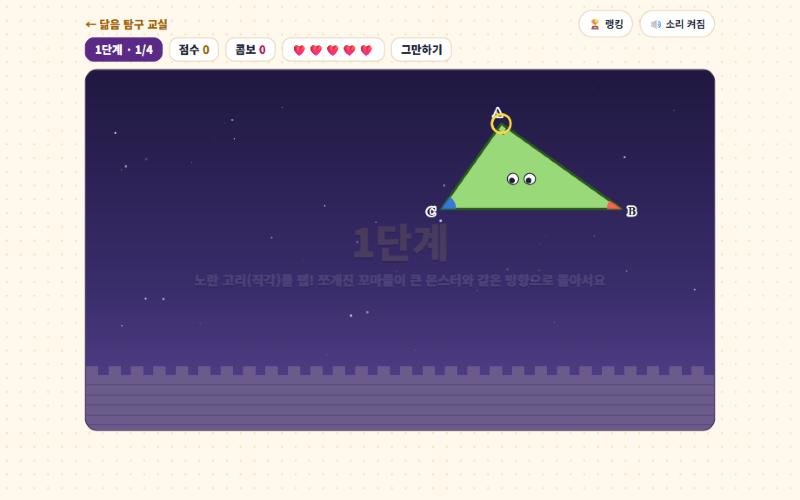 ← 닮음 탐구 교실
랭킹
소리 켜짐
1단계 · 1/4
점수 0
콤보 0
그만하기
A
C
B
1단계
노란 고리(직각)를 탭! 쪼개진 꼬마들이 큰 몬스터와 같은 방향으로 돌아서요